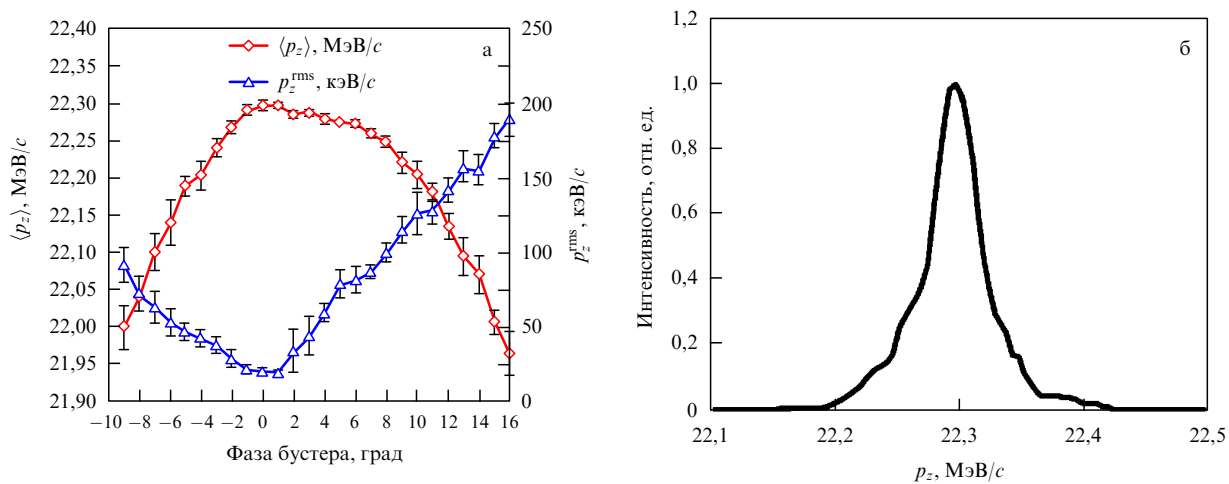 22,40
22,35
22,30
22,25
22,20
22,15
22,10
22,05
22,00
21,95
21,90
⟨p_z⟩, МэВ/c
⟨p_z⟩, МэВ/c
p_z^rms, кэВ/c
а
250
200
150
100
50
0
p_z^rms, кэВ/c
−10 −8 −6 −4 −2 0 2 4 6 8 10 12 14 16
Фаза бустера, град
1,2
1,0
0,8
0,6
0,4
0,2
0
Интенсивность, отн. ед.
б
22,1 22,2 22,3 22,4 22,5
p_z, МэВ/c